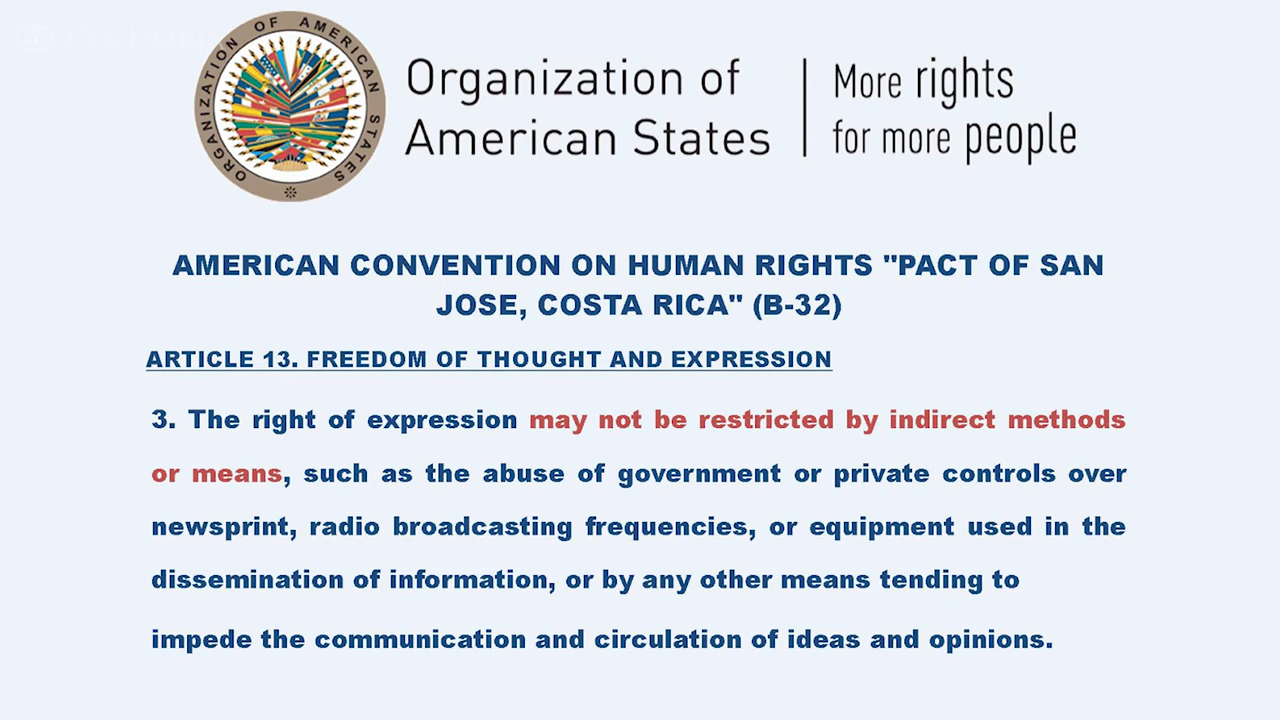 ORGANIZATION OF AMERICAN STATES
Organization of
American States
More rights
for more people
AMERICAN CONVENTION ON HUMAN RIGHTS "PACT OF SAN
JOSE, COSTA RICA" (B-32)
ARTICLE 13. FREEDOM OF THOUGHT AND EXPRESSION
3. The right of expression may not be restricted by indirect methods
or means, such as the abuse of government or private controls over
newsprint, radio broadcasting frequencies, or equipment used in the
dissemination of information, or by any other means tending to
impede the communication and circulation of ideas and opinions.